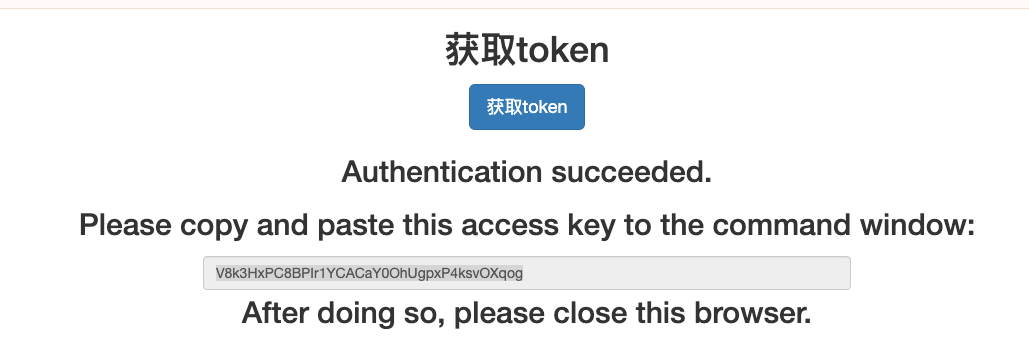 获取token
获取token
Authentication succeeded.
Please copy and paste this access key to the command window:
V8k3HxPC8BPIr1YCACaY0OhUgpxP4ksvOXqog
After doing so, please close this browser.